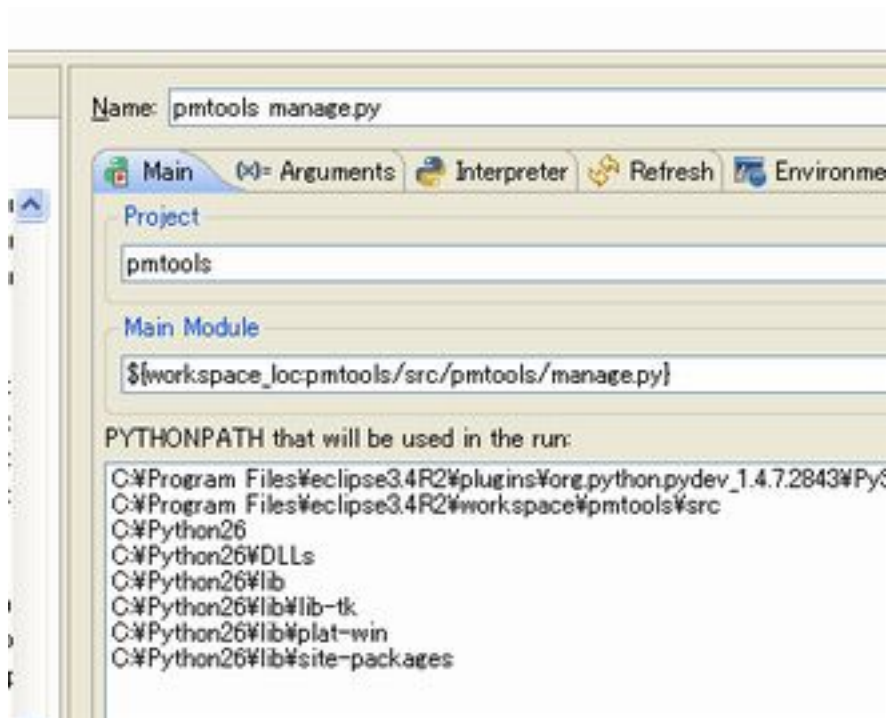 Name: pmtools manage.py
Main (x)= Arguments Interpreter Refresh
Project
pmtools
Main Module
${workspace_loc:pmtools/src/pmtools/manage.py}
PYTHONPATH that will be used in the run:
C:¥Program Files¥eclipse3.4R2¥plugins¥org.python.pydev_1.4.7.2843¥Py
C:¥Program Files¥eclipse3.4R2¥workspace¥pmtools¥src
C:¥Python26
C:¥Python26¥DLLs
C:¥Python26¥lib
C:¥Python26¥lib¥lib-tk
C:¥Python26¥lib¥plat-win
C:¥Python26¥lib¥site-packages